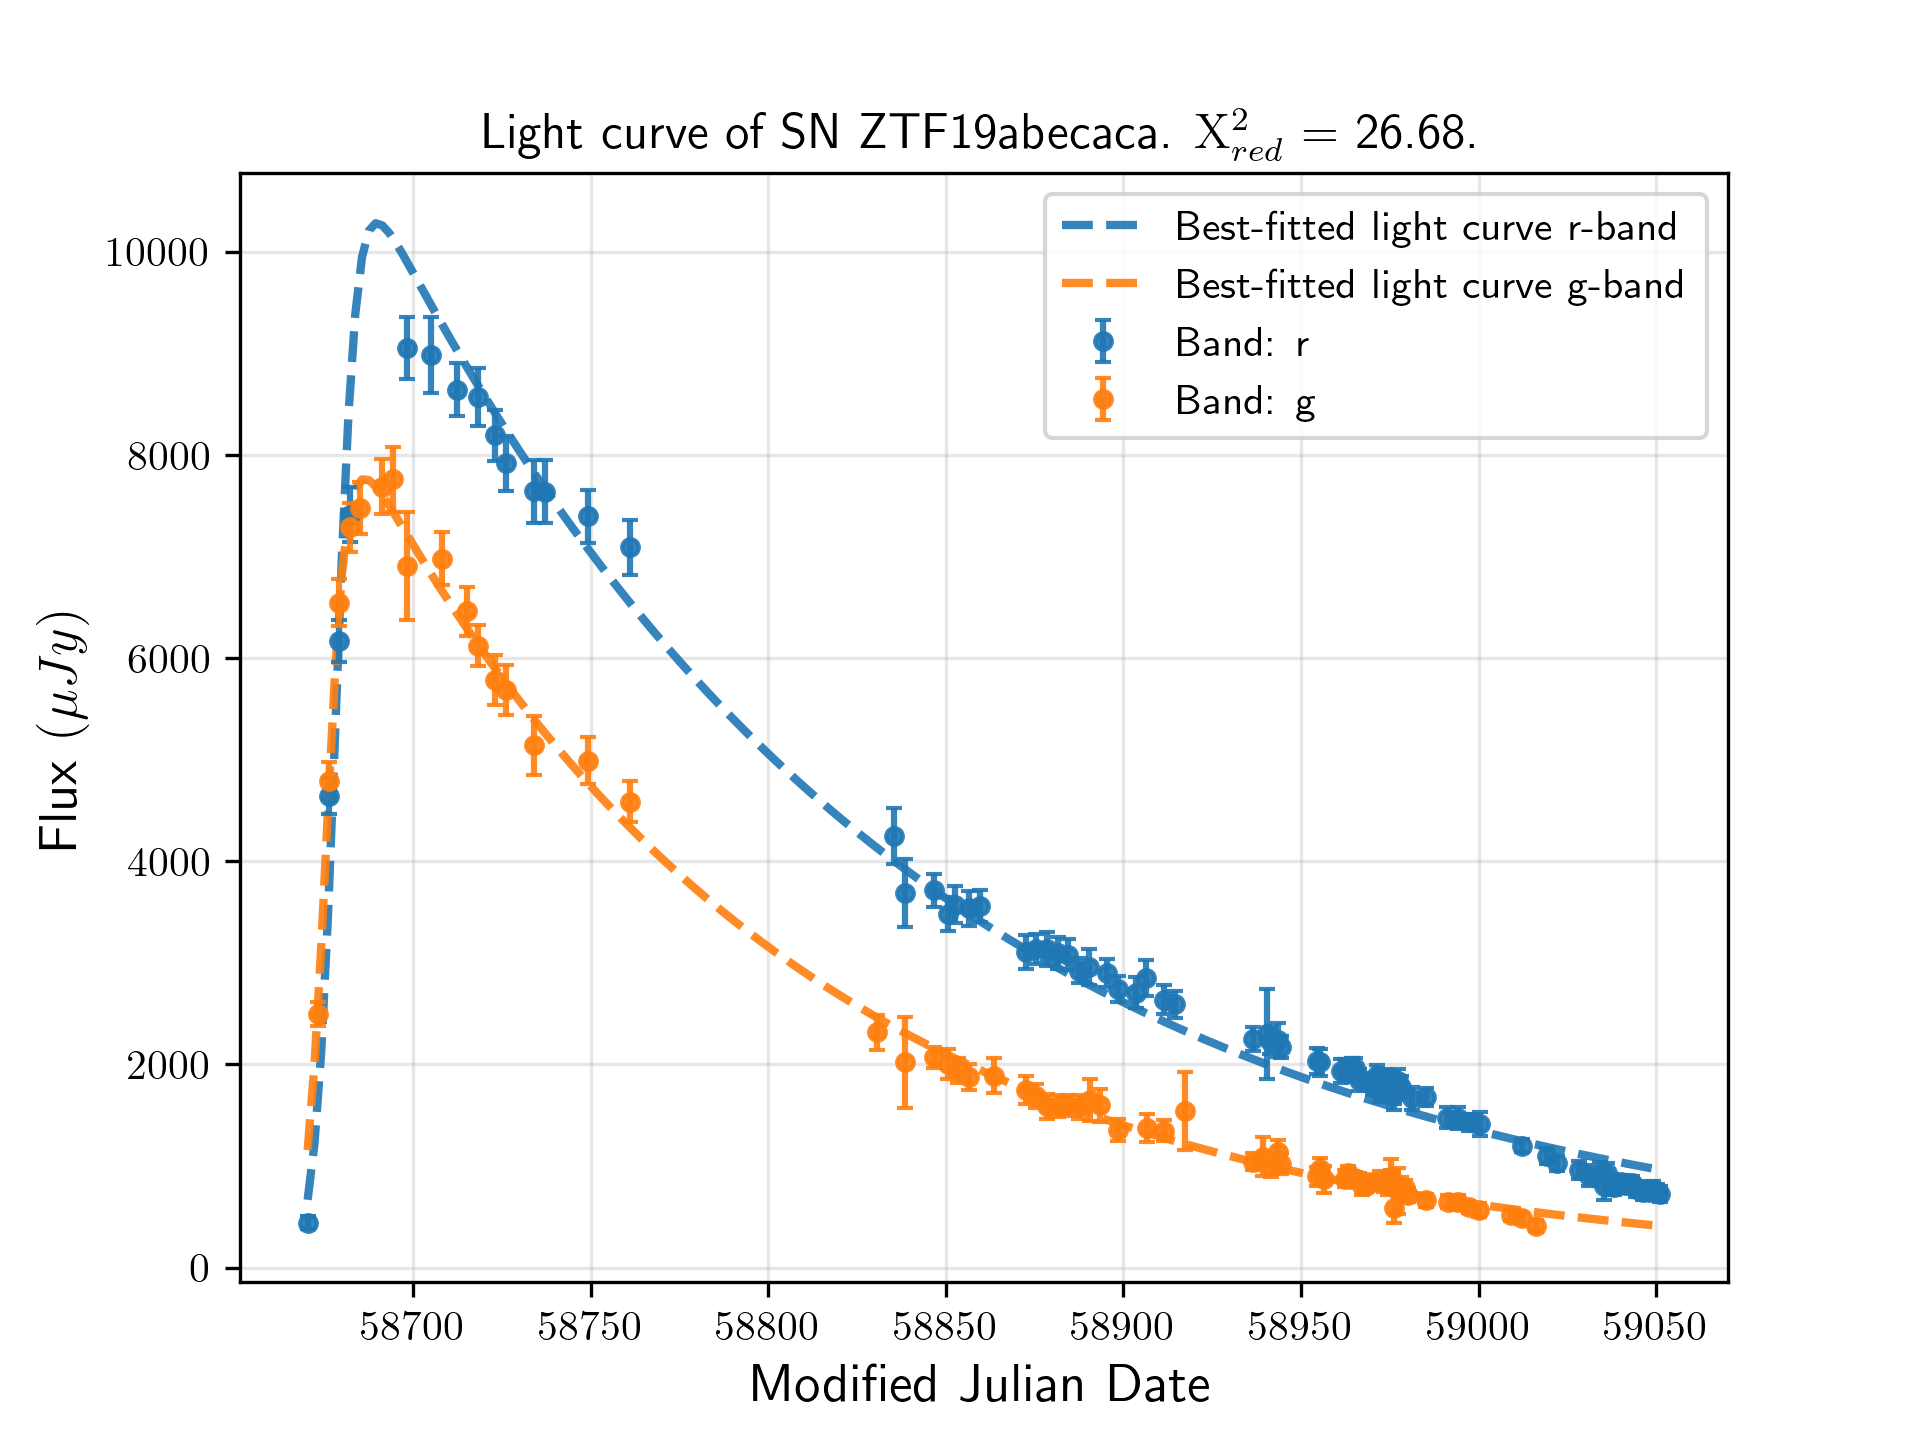 Light curve of SN ZTF19abecaca. X²_red = 26.68.
Best-fitted light curve r-band
Best-fitted light curve g-band
Band: r
Band: g
10000
8000
6000
4000
2000
0
Flux (μJy)
58700 58750 58800 58850 58900 58950 59000 59050
Modified Julian Date